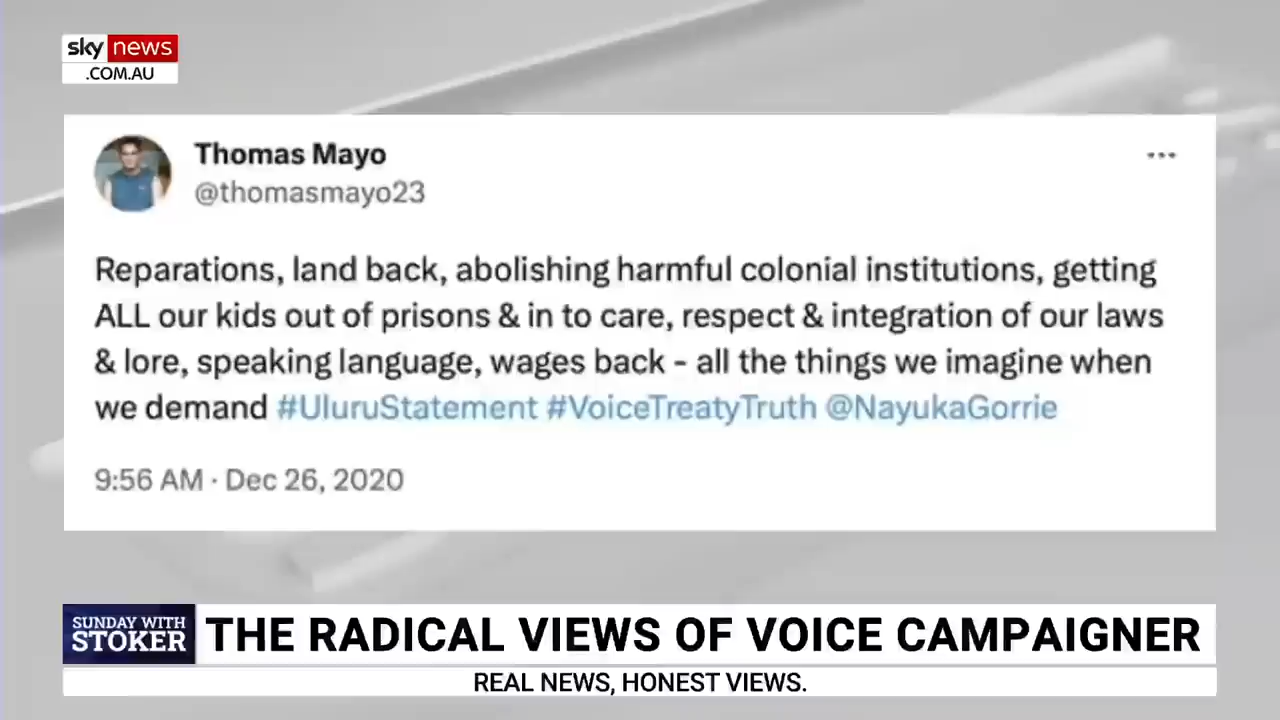 sky news
.COM.AU
Thomas Mayo
@thomasmayo23
Reparations, land back, abolishing harmful colonial institutions, getting
ALL our kids out of prisons & in to care, respect & integration of our laws
& lore, speaking language, wages back - all the things we imagine when
we demand #UluruStatement #VoiceTreatyTruth @NayukaGorrie
9:56 AM · Dec 26, 2020
SUNDAY WITH
STOKER
THE RADICAL VIEWS OF VOICE CAMPAIGNER
REAL NEWS, HONEST VIEWS.